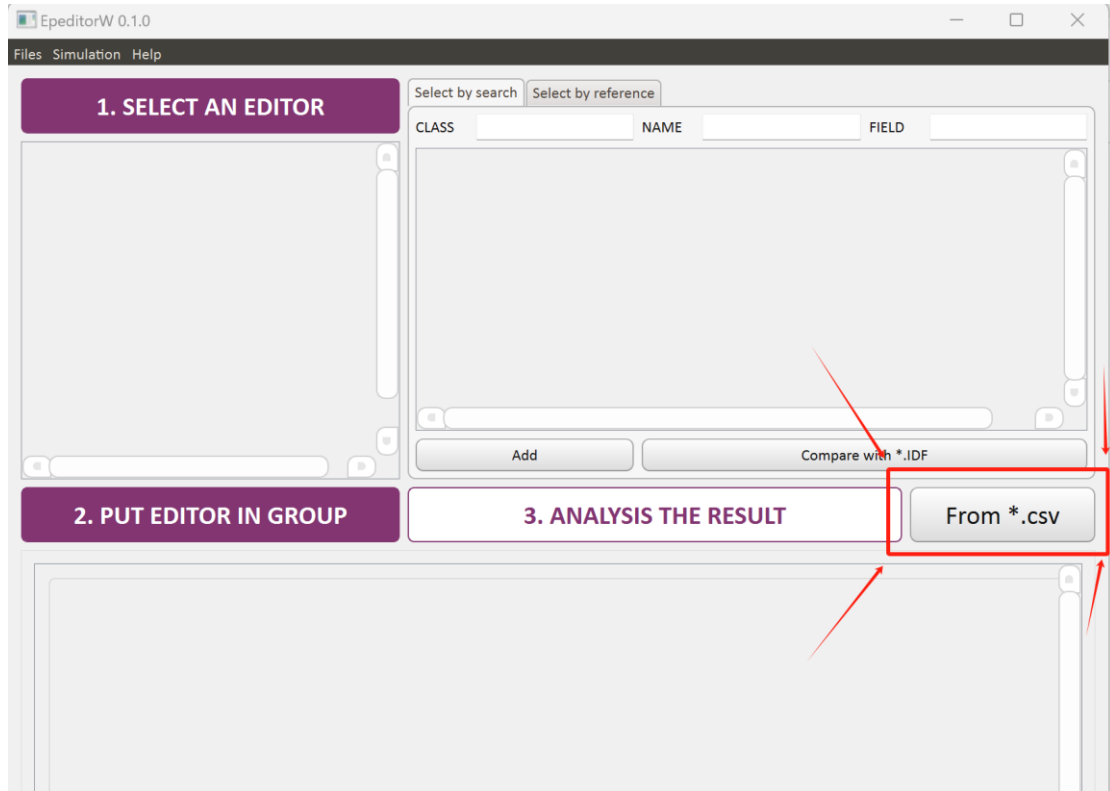 EpeditorW 0.1.0
Files Simulation Help
1. SELECT AN EDITOR
Select by search Select by reference
CLASS NAME FIELD
Add Compare with *.IDF
2. PUT EDITOR IN GROUP 3. ANALYSIS THE RESULT From *.csv